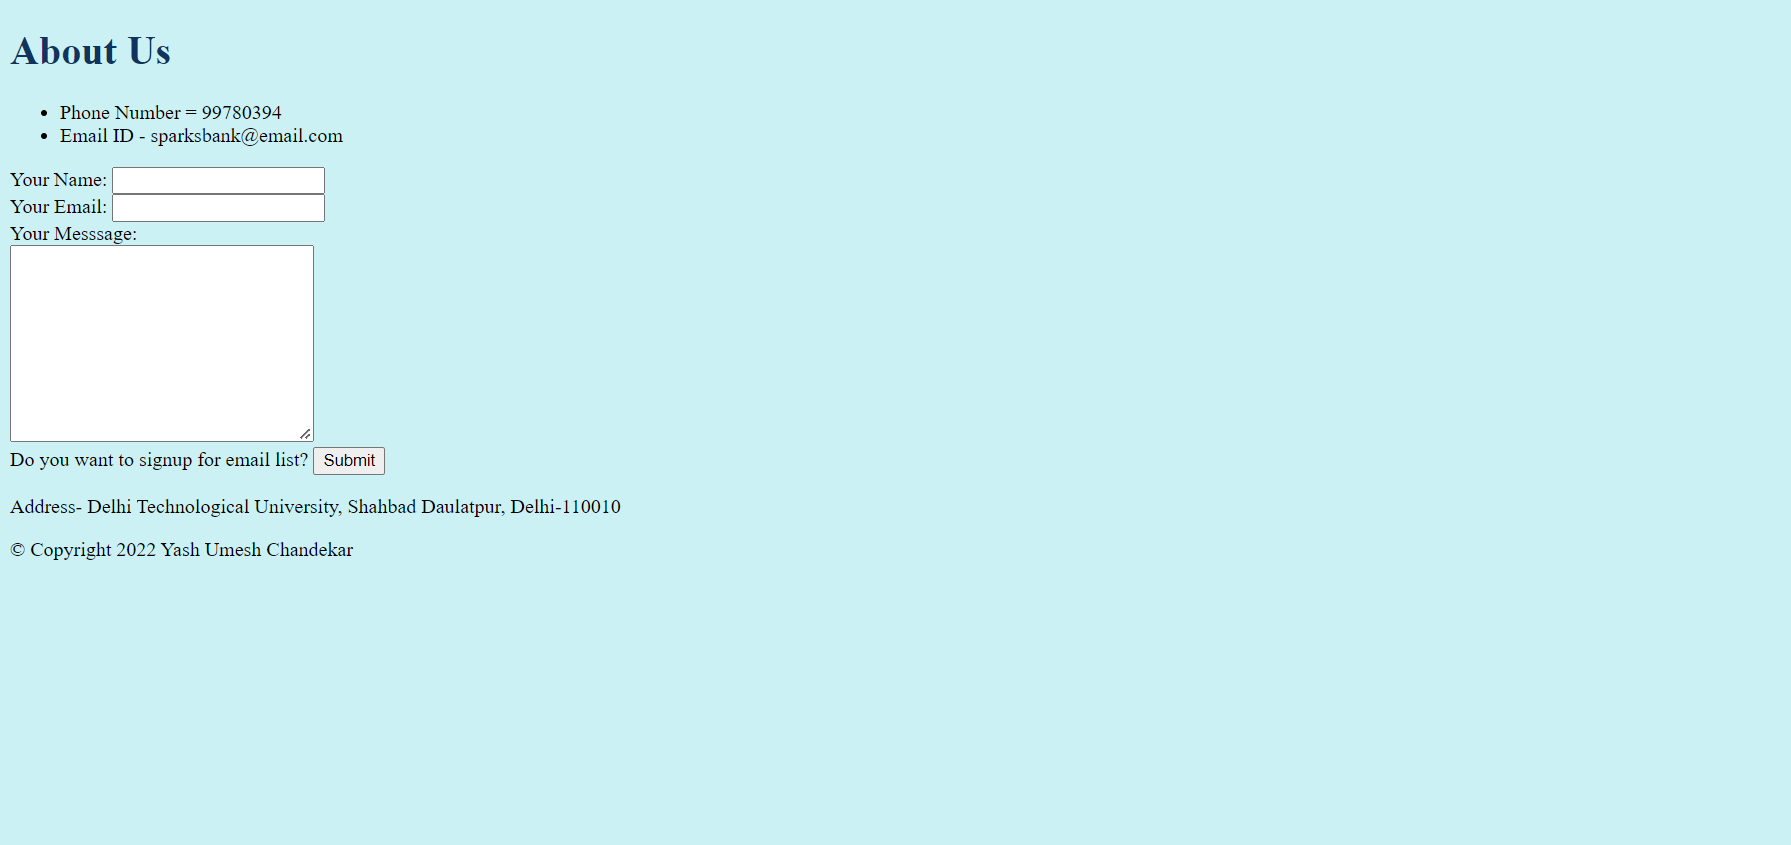 About Us
Phone Number = 99780394
Email ID - sparksbank@email.com
Your Name:
Your Email:
Your Messsage:
Do you want to signup for email list? Submit
Address- Delhi Technological University, Shahbad Daulatpur, Delhi-110010
© Copyright 2022 Yash Umesh Chandekar